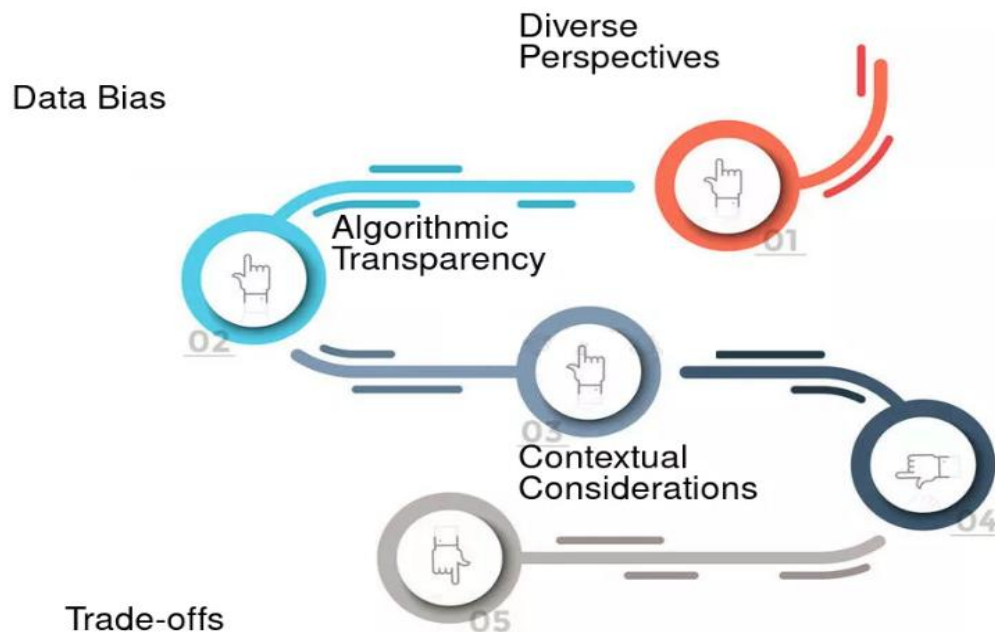 Diverse
Perspectives
Data Bias
01
Algorithmic
Transparency
02
03
Contextual
Considerations
04
05
Trade-offs